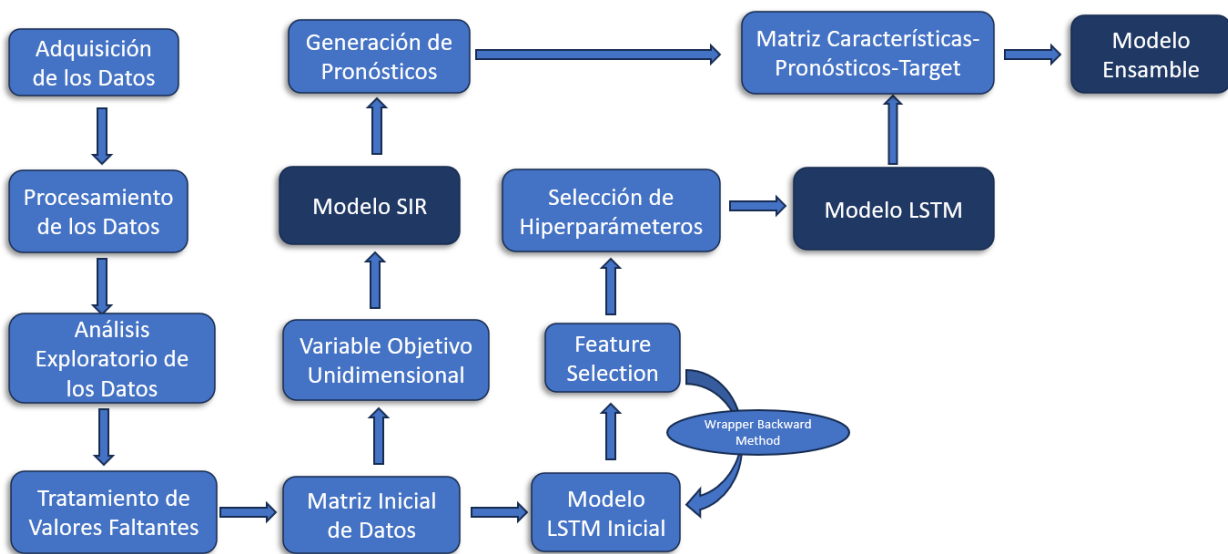 Adquisición
de los Datos
Procesamiento
de los Datos
Análisis
Exploratorio de
los Datos
Tratamiento de
Valores Faltantes
Matriz Inicial
de Datos
Variable Objetivo
Unidimensional
Modelo SIR
Generación de
Pronósticos
Modelo
LSTM Inicial
Wrapper Backward
Method
Feature
Selection
Selección de
Hiperparámeteros
Modelo LSTM
Matriz Características-
Pronósticos-Target
Modelo
Ensamble